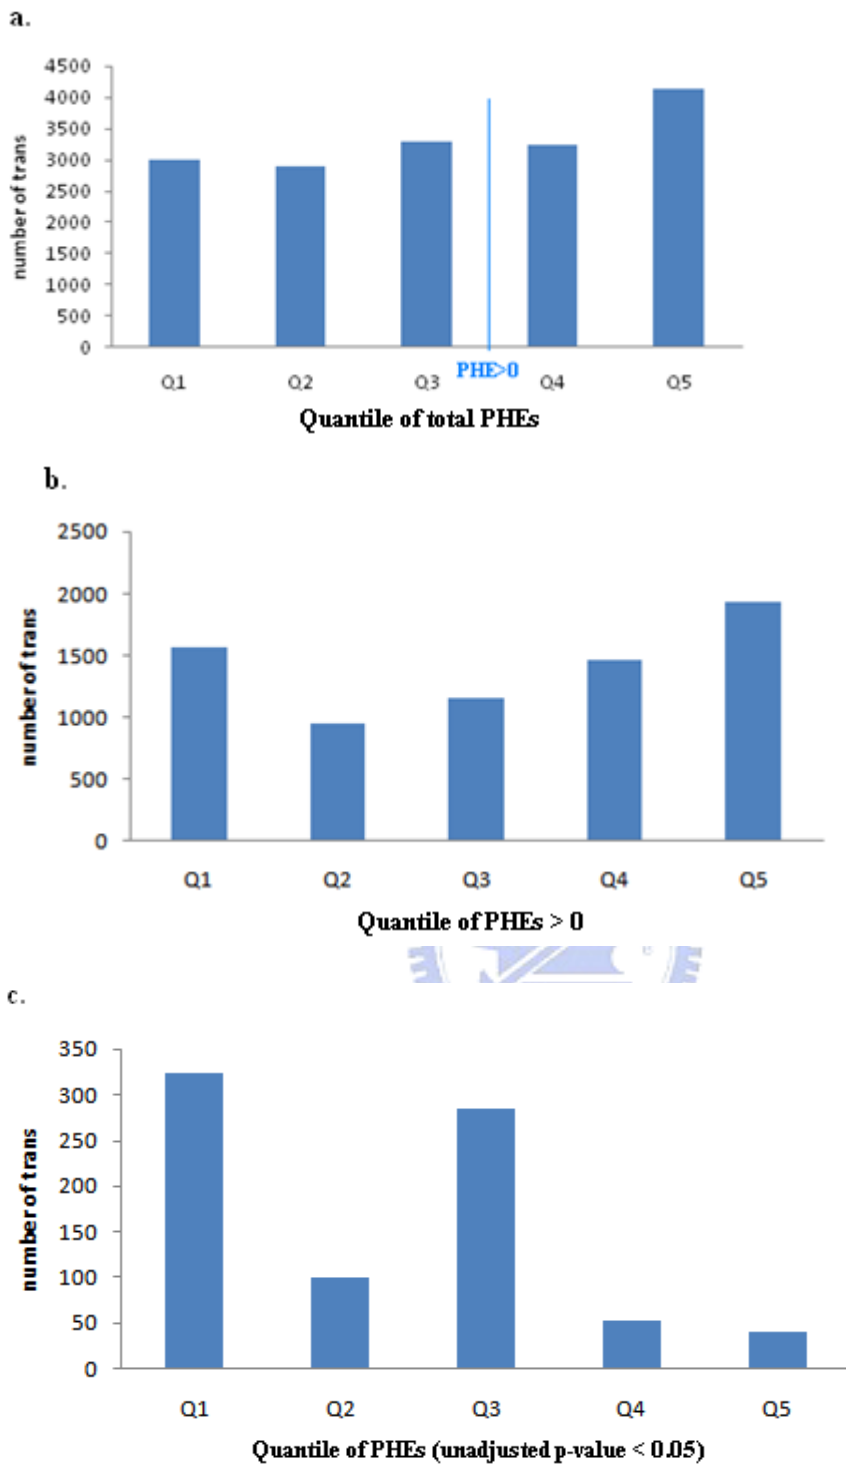 a.
4500
4000
3500
3000
2500
2000
1500
1000
500
0
number of trans
Q1 Q2 Q3 PHE>0 Q4 Q5
Quantile of total PHEs
b.
2500
2000
1500
1000
500
0
number of trans
Q1 Q2 Q3 Q4 Q5
Quantile of PHEs > 0
c.
350
300
250
200
150
100
50
0
number of trans
Q1 Q2 Q3 Q4 Q5
Quantile of PHEs (unadjusted p-value < 0.05)